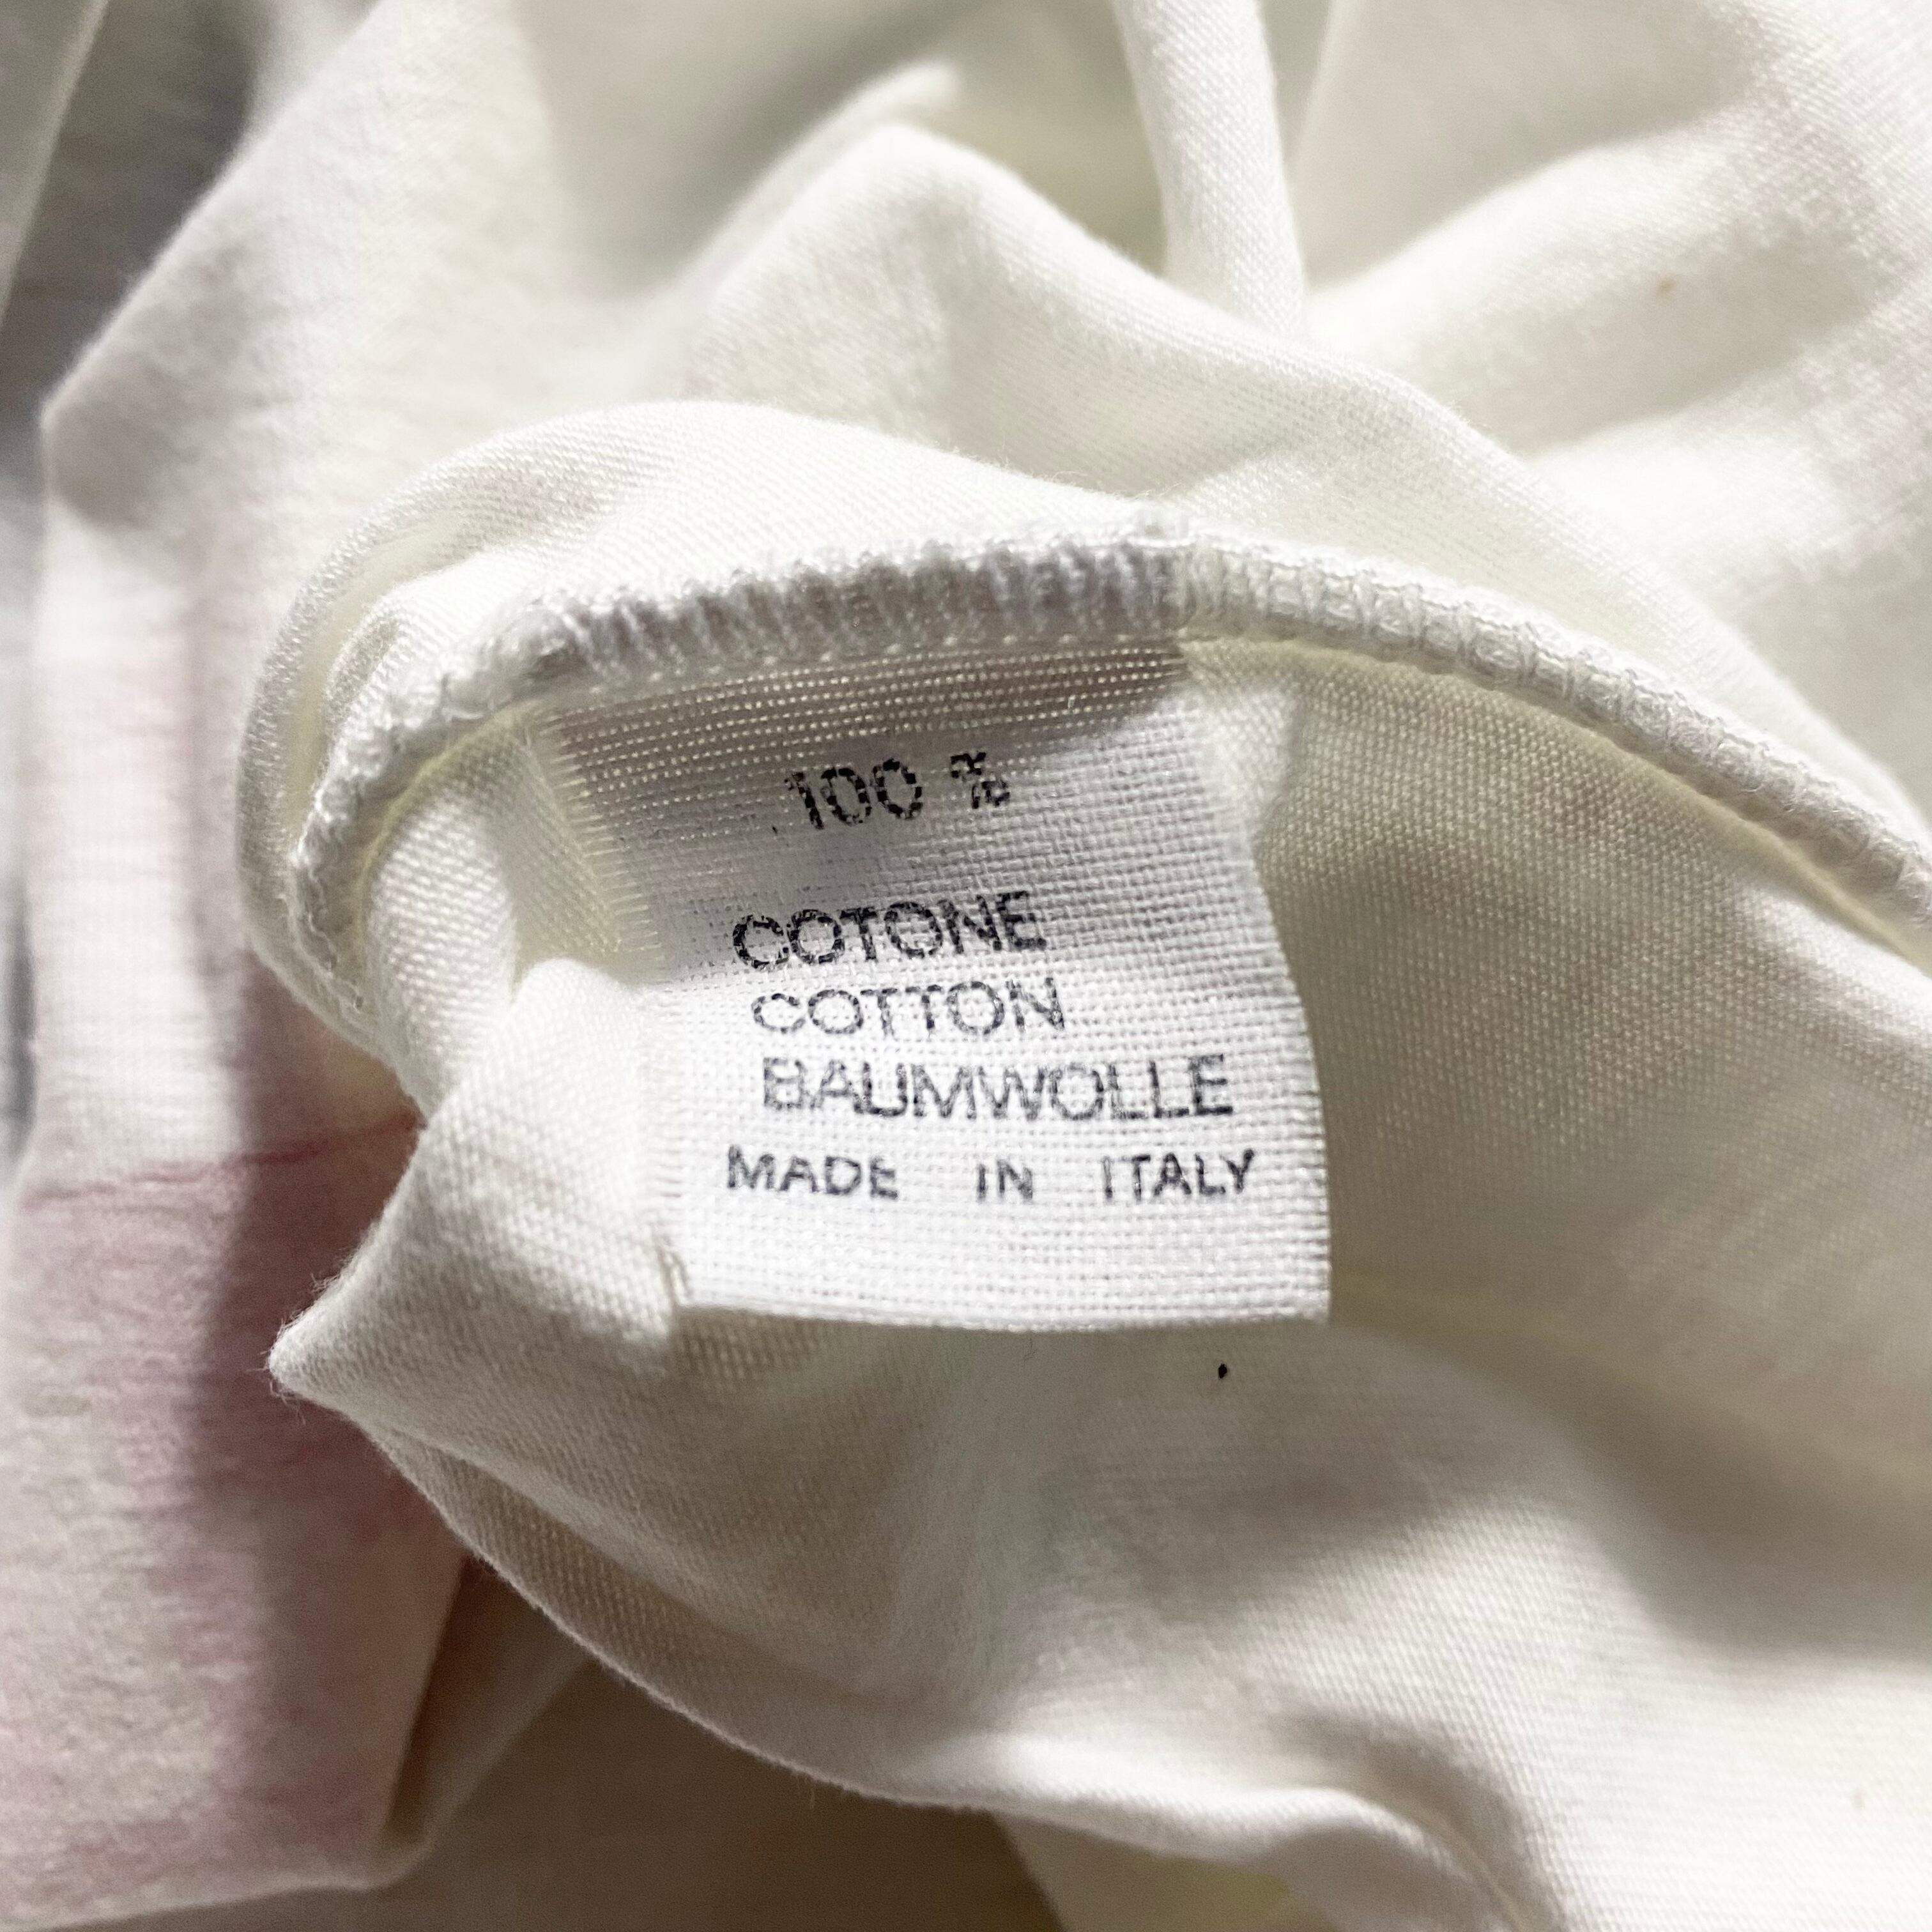 100 %
COTONE
COTTON
BAUMWOLLE
MADE IN ITALY